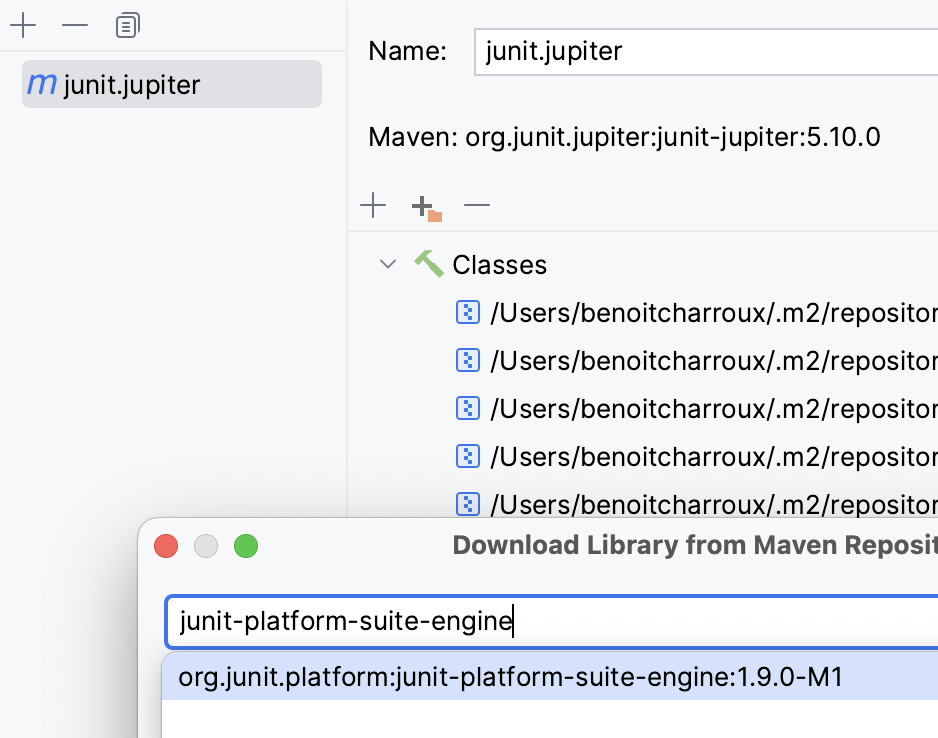 m junit.jupiter
Name: junit.jupiter
Maven: org.junit.jupiter:junit-jupiter:5.10.0
Classes
/Users/benoitcharroux/.m2/repositor
/Users/benoitcharroux/.m2/repositor
/Users/benoitcharroux/.m2/repositor
/Users/benoitcharroux/.m2/repositor
/Users/benoitcharroux/.m2/repositor
Download Library from Maven Reposit
junit-platform-suite-engine
org.junit.platform:junit-platform-suite-engine:1.9.0-M1